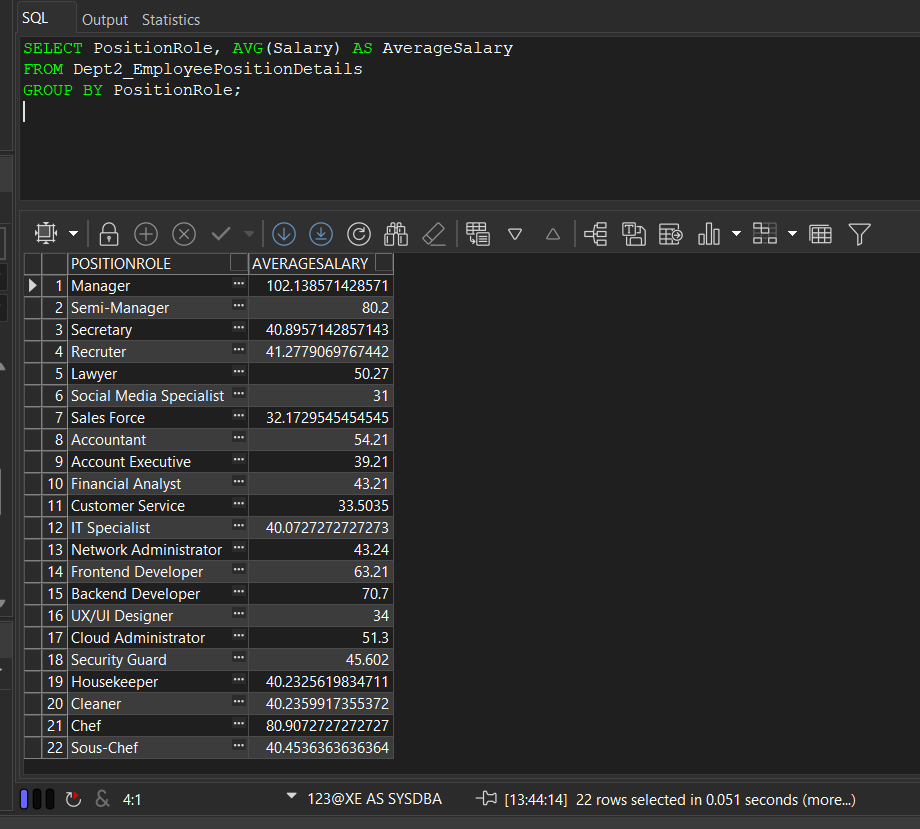 SQL Output Statistics
SELECT PositionRole, AVG(Salary) AS AverageSalary
FROM Dept2_EmployeePositionDetails
GROUP BY PositionRole;
POSITIONROLE AVERAGESALARY
1 Manager ... 102.138571428571
2 Semi-Manager ... 80.2
3 Secretary ... 40.8957142857143
4 Recruter ... 41.2779069767442
5 Lawyer ... 50.27
6 Social Media Specialist ... 31
7 Sales Force ... 32.1729545454545
8 Accountant ... 54.21
9 Account Executive ... 39.21
10 Financial Analyst ... 43.21
11 Customer Service ... 33.5035
12 IT Specialist ... 40.0727272727273
13 Network Administrator ... 43.24
14 Frontend Developer ... 63.21
15 Backend Developer ... 70.7
16 UX/UI Designer ... 34
17 Cloud Administrator ... 51.3
18 Security Guard ... 45.602
19 Housekeeper ... 40.2325619834711
20 Cleaner ... 40.2359917355372
21 Chef ... 80.9072727272727
22 Sous-Chef ... 40.4536363636364
& 4:1 123@XE AS SYSDBA [13:44:14] 22 rows selected in 0.051 seconds (more...)